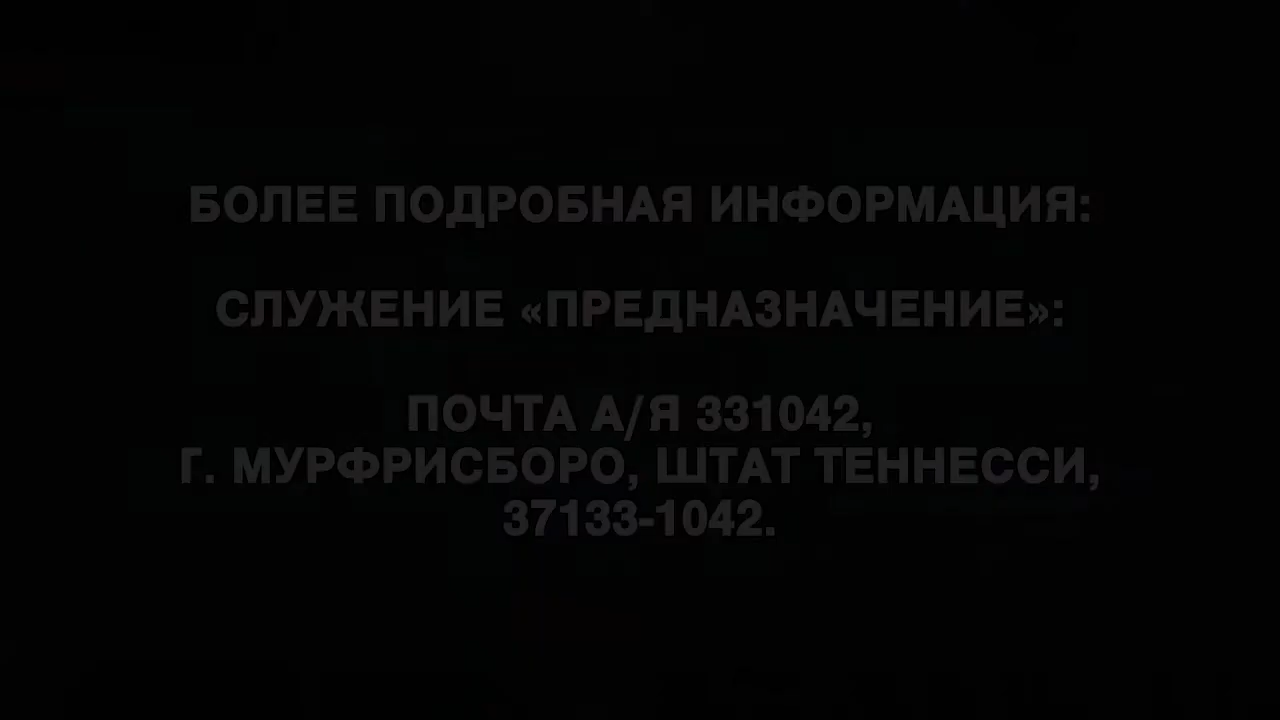 БОЛЕЕ ПОДРОБНАЯ ИНФОРМАЦИЯ:
СЛУЖЕНИЕ «ПРЕДНАЗНАЧЕНИЕ»:
ПОЧТА А/Я 331042,
Г. МУРФРИСБОРО, ШТАТ ТЕННЕССИ,
37133-1042.